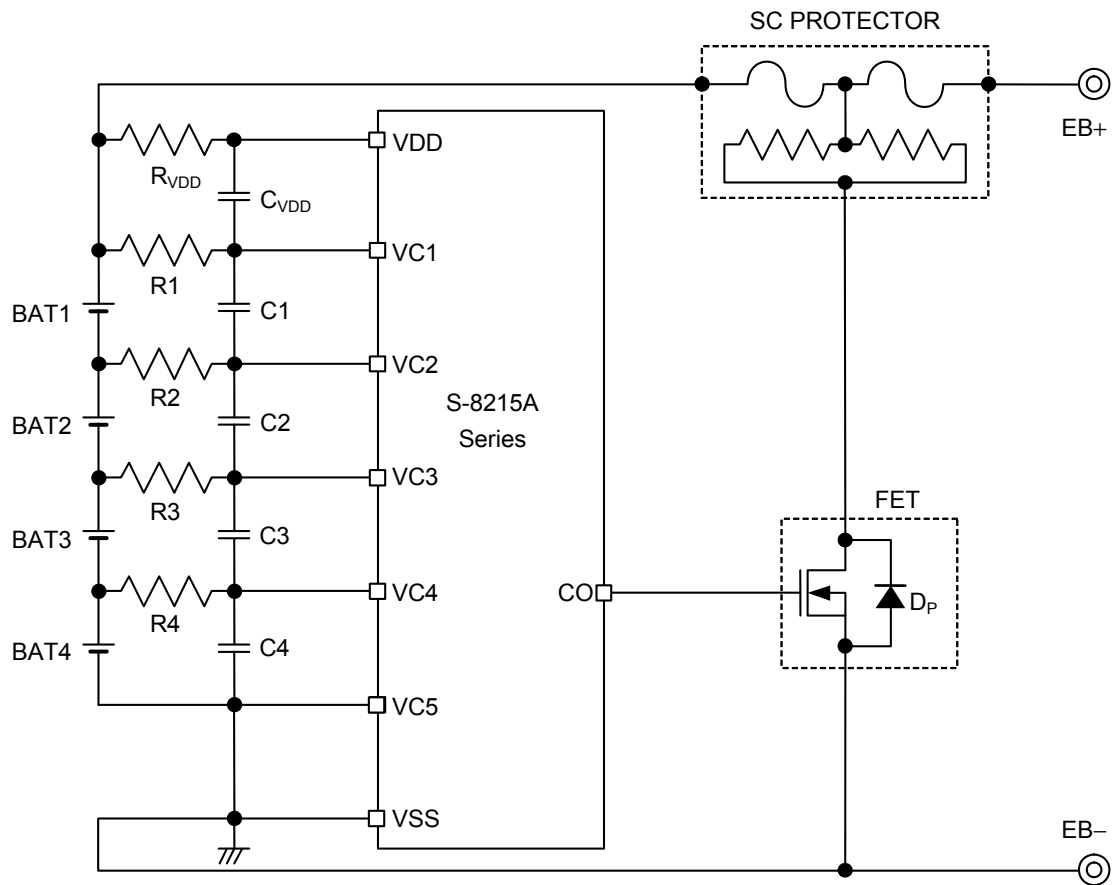 SC PROTECTOR
EB+
VDD
RVDD
CVDD
VC1
R1
BAT1
C1
VC2
R2
S-8215A
Series
BAT2
C2
VC3
R3
FET
BAT3
C3
VC4
CO
DP
R4
BAT4
C4
VC5
VSS
EB−